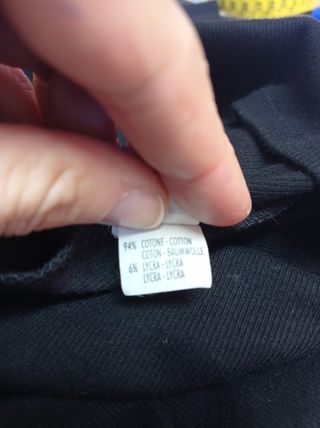 94% COTONE - COTTON
COTON - BAUMWOLLE
6% LYCRA - LYCRA
LYCRA - LYCRA